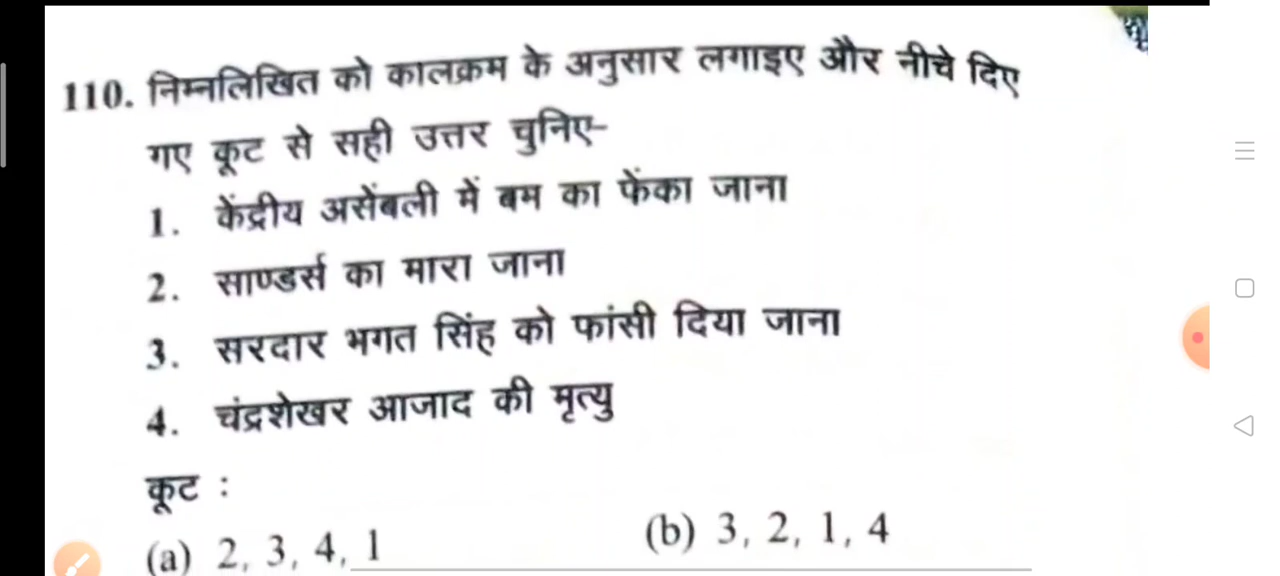 110. निम्नलिखित को कालक्रम के अनुसार लगाइए और नीचे दिए
गए कूट से सही उत्तर चुनिए-
1. केंद्रीय असेंबली में बम का फेंका जाना
2. साण्डर्स का मारा जाना
3. सरदार भगत सिंह को फांसी दिया जाना
4. चंद्रशेखर आजाद की मृत्यु
कूट :
(a) 2, 3, 4, 1 (b) 3, 2, 1, 4